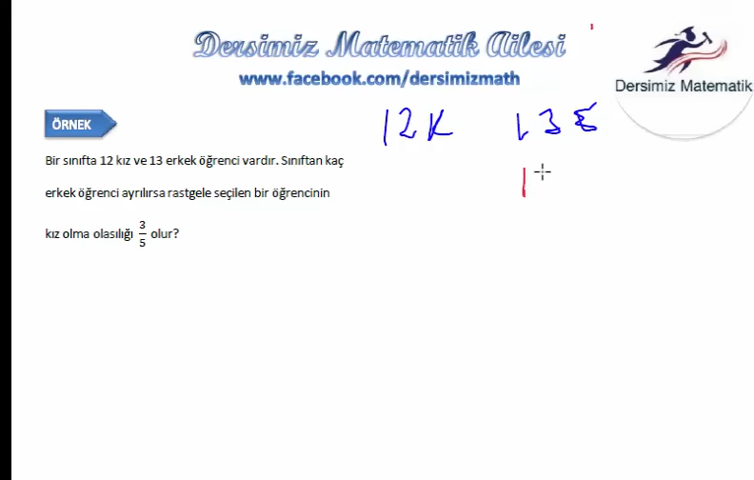 Dersimiz Matematik Ailesi
www.facebook.com/dersimizmath
Dersimiz Matematik
ÖRNEK
12K 13E
Bir sınıfta 12 kız ve 13 erkek öğrenci vardır. Sınıftan kaç
erkek öğrenci ayrılırsa rastgele seçilen bir öğrencinin
kız olma olasılığı 3/5 olur?